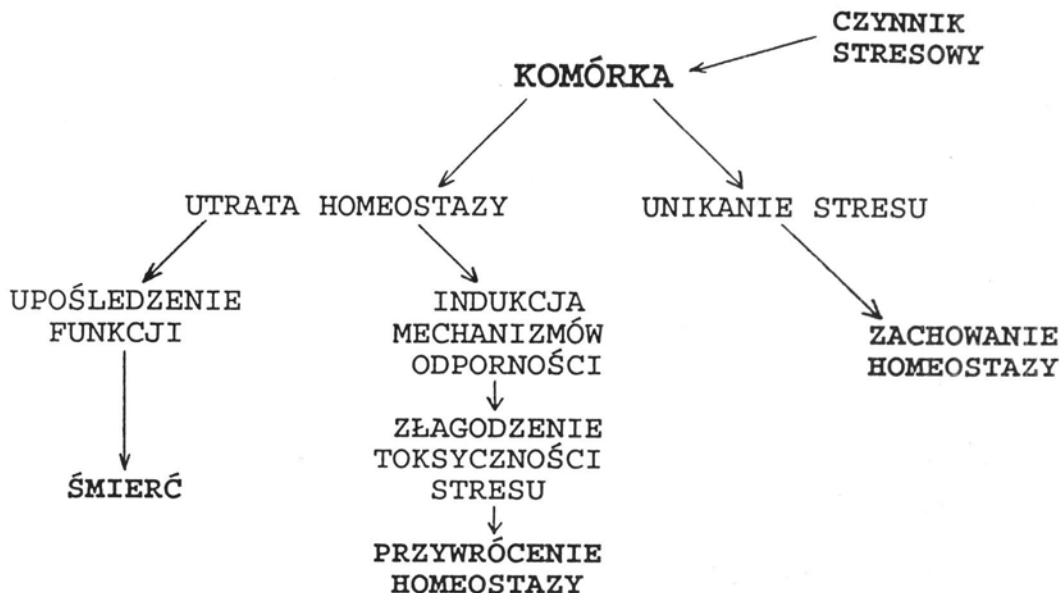 CZYNNIK
STRESOWY
KOMÓRKA
UTRATA HOMEOSTAZY
UNIKANIE STRESU
UPOŚLEDZENIE
FUNKCJI
INDUKCJA
MECHANIZMÓW
ODPORNOŚCI
ZACHOWANIE
HOMEOSTAZY
ZŁAGODZENIE
TOKSYCZNOŚCI
STRESU
ŚMIERĆ
PRZYWRÓCENIE
HOMEOSTAZY